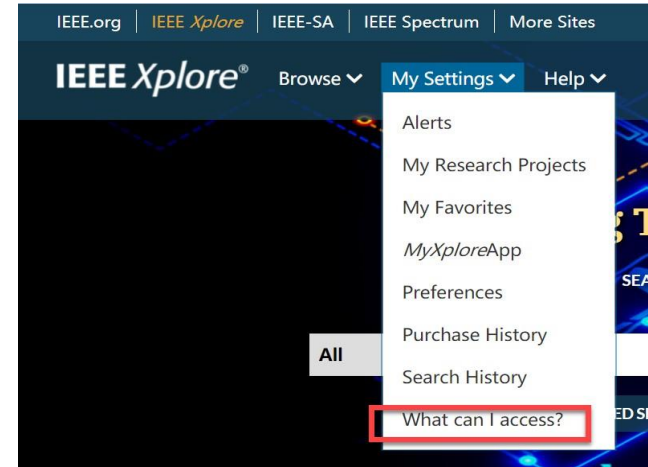 IEEE.org | IEEE Xplore | IEEE-SA | IEEE Spectrum | More Sites
IEEE Xplore® Browse My Settings Help
Alerts
My Research Projects
My Favorites
MyXploreApp
Preferences
Purchase History
All
Search History
What can I access?